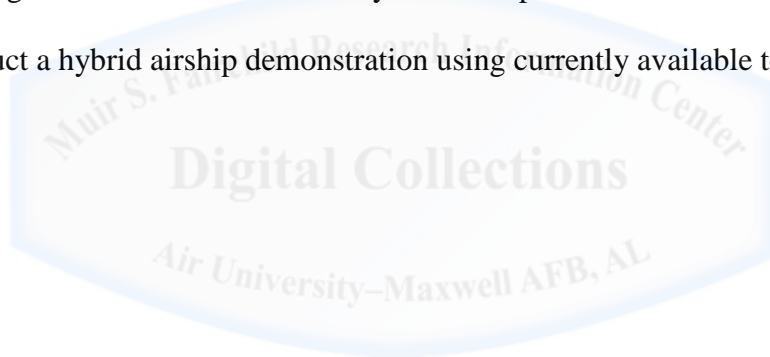 uct a hybrid airship demonstration using currently available t
Muir S. Fairchild Research Information Center
Digital Collections
Air University–Maxwell AFB, AL